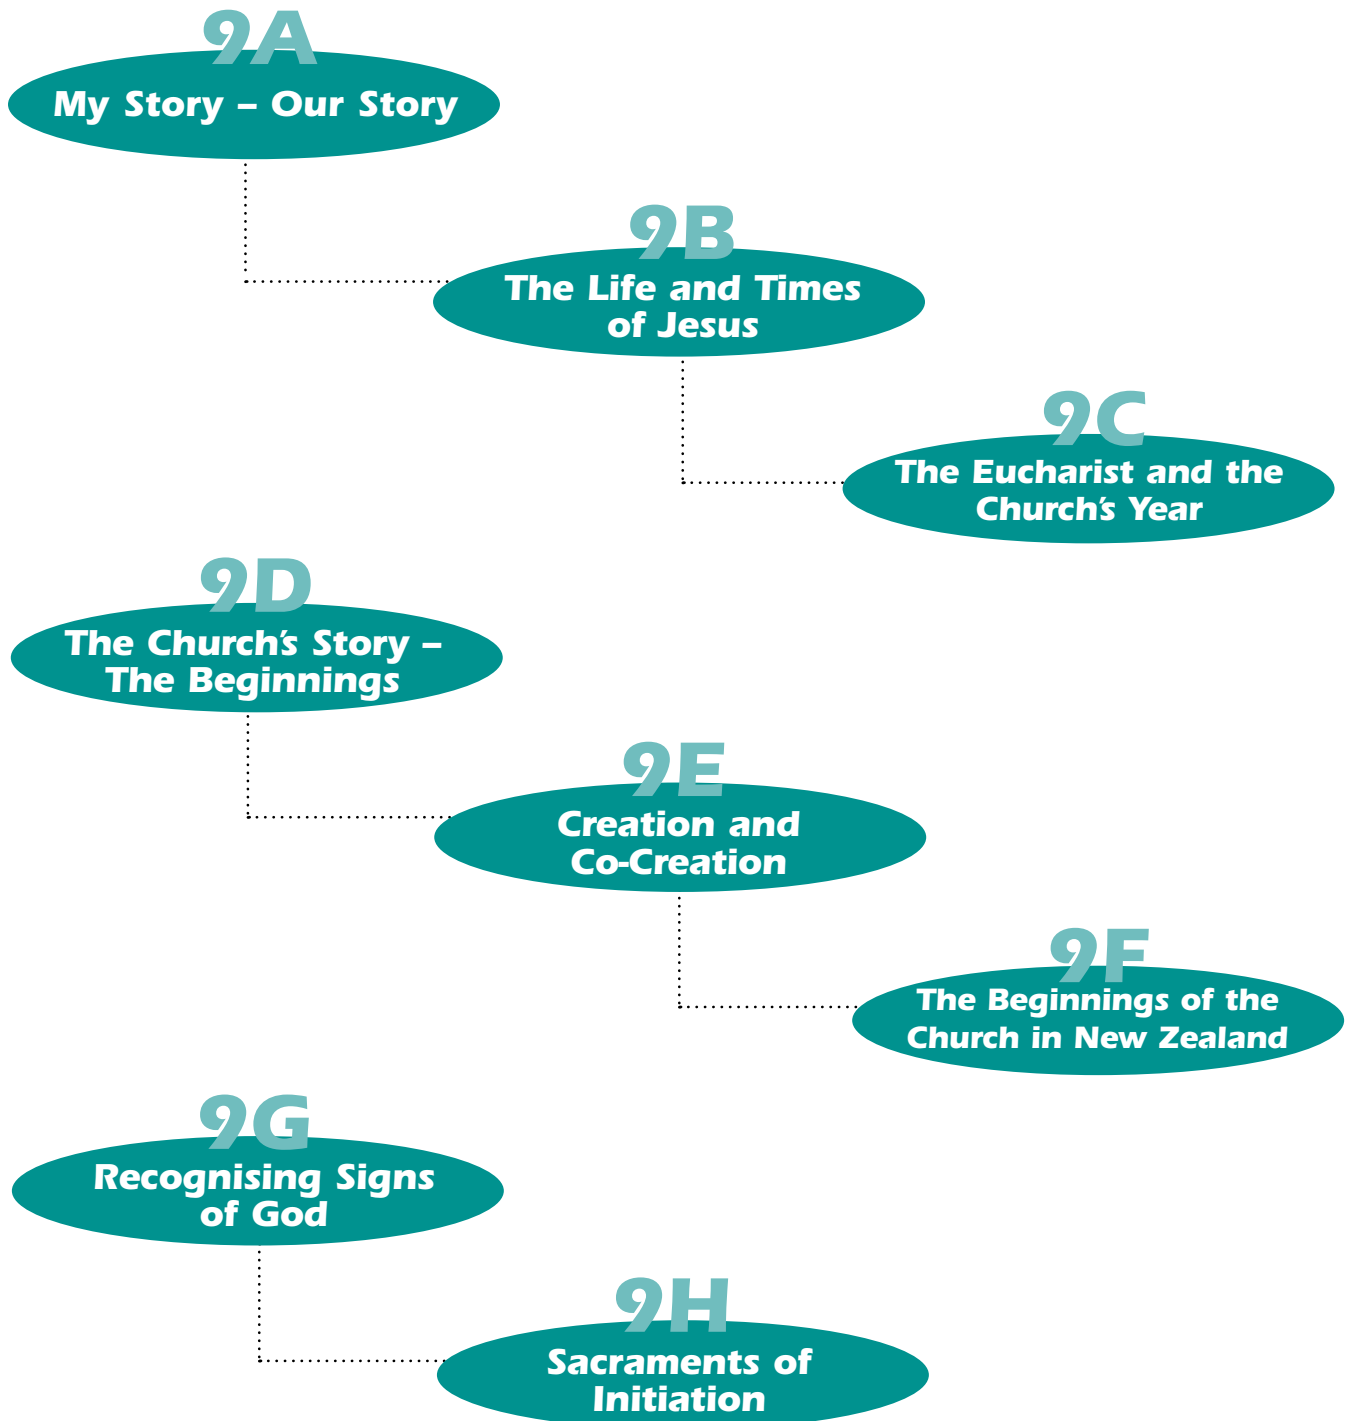 9A
My Story – Our Story
9B
The Life and Times
of Jesus
9C
The Eucharist and the
Church's Year
9D
The Church's Story –
The Beginnings
9E
Creation and
Co-Creation
9F
The Beginnings of the
Church in New Zealand
9G
Recognising Signs
of God
9H
Sacraments of
Initiation